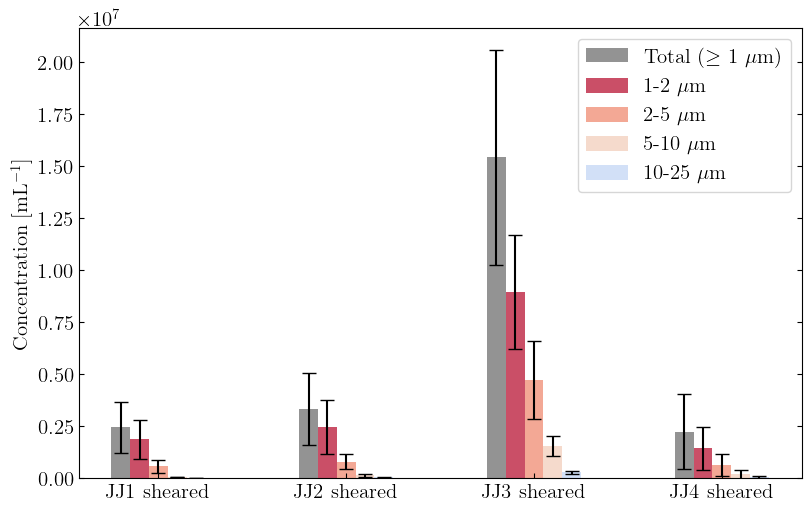 ×10⁷
Concentration [mL⁻¹]
2.00
1.75
1.50
1.25
1.00
0.75
0.50
0.25
0.00
Total (≥ 1 μm)
1-2 μm
2-5 μm
5-10 μm
10-25 μm
JJ1 sheared
JJ2 sheared
JJ3 sheared
JJ4 sheared